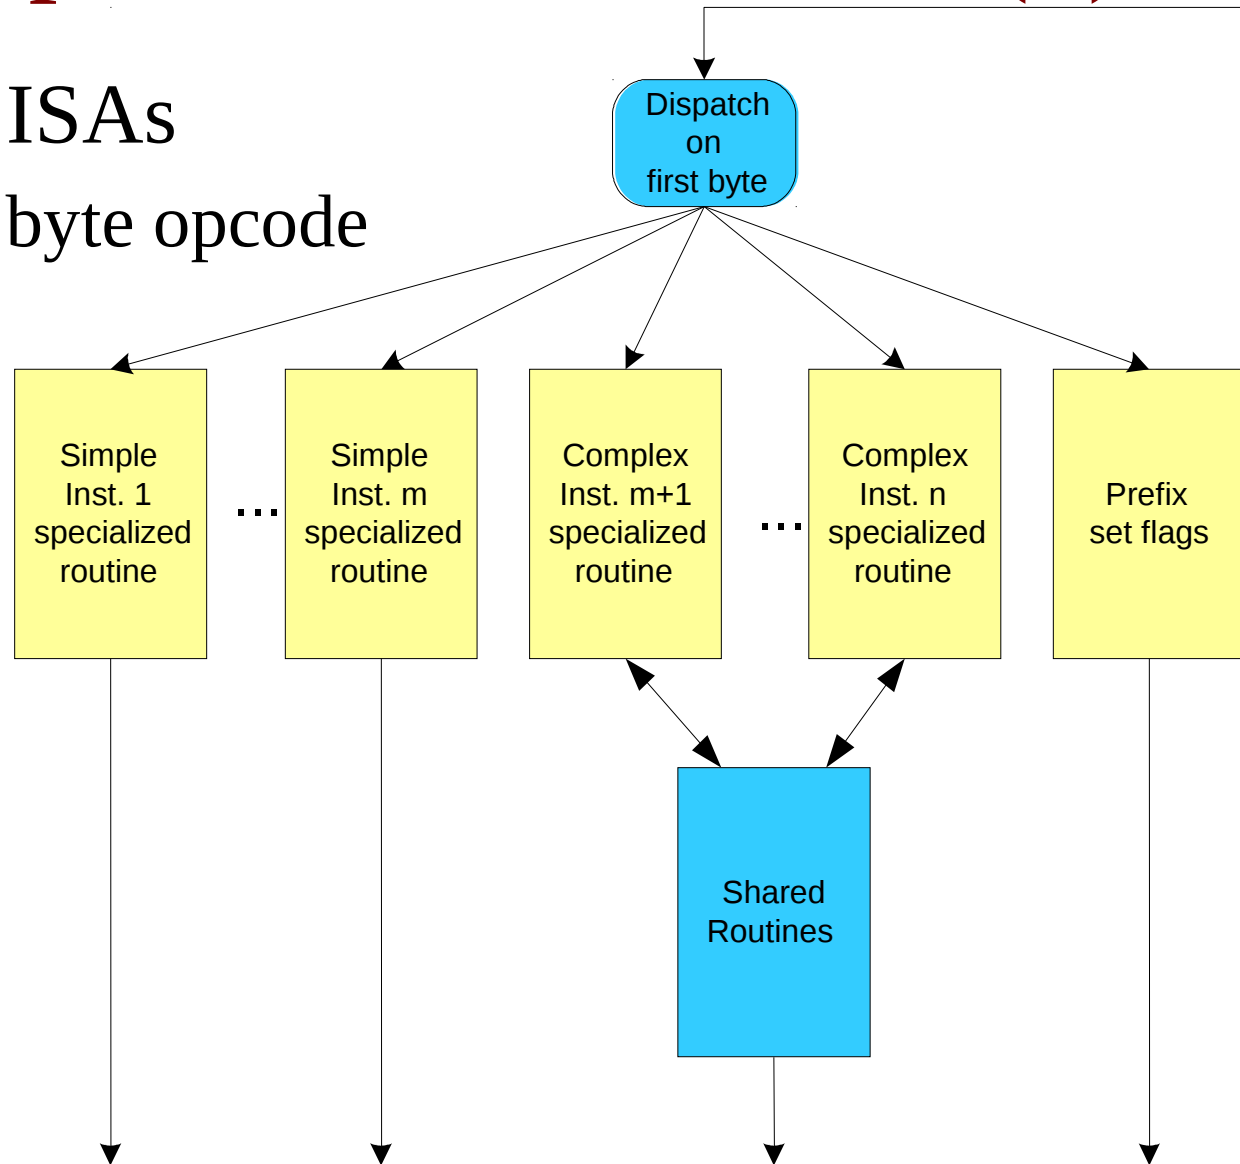 ISAs
byte opcode
Dispatch
on
first byte
Simple
Inst. 1
specialized
routine
...
Simple
Inst. m
specialized
routine
Complex
Inst. m+1
specialized
routine
...
Complex
Inst. n
specialized
routine
Prefix
set flags
Shared
Routines